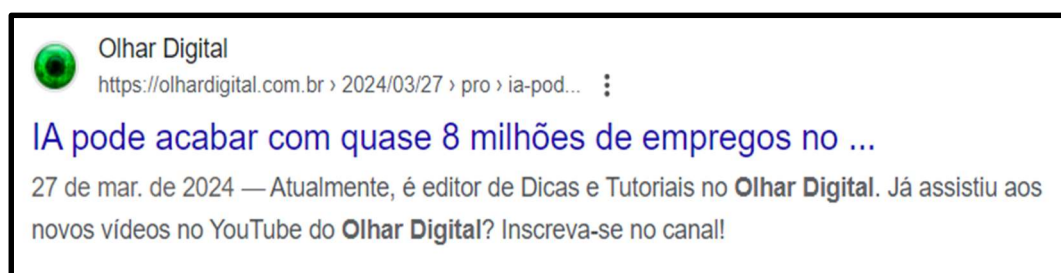 Olhar Digital
https://olhardigital.com.br › 2024/03/27 › pro › ia-pod...
IA pode acabar com quase 8 milhões de empregos no ...
27 de mar. de 2024 — Atualmente, é editor de Dicas e Tutoriais no Olhar Digital. Já assistiu aos
novos vídeos no YouTube do Olhar Digital? Inscreva-se no canal!